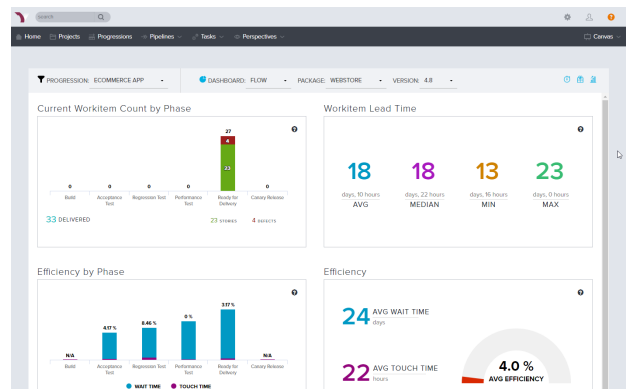 search
Home Projects Progressions Pipelines Tasks Perspectives Canvas
PROGRESSION: ECOMMERCE APP DASHBOARD: FLOW PACKAGE: WEBSTORE VERSION: 4.8
Current Workitem Count by Phase
27
4
23
0 0 0 0 0
Build Acceptance Test Regression Test Performance Test Ready for Delivery Canary Release
33 DELIVERED 23 STORIES 4 DEFECTS
Workitem Lead Time
18 18 13 23
days, 10 hours days, 22 hours days, 16 hours days, 0 hours
AVG MEDIAN MIN MAX
Efficiency by Phase
N/A 4.17 % 8.46 % 0 % 3.17 % N/A
Build Acceptance Test Regression Test Performance Test Ready for Delivery Canary Release
WAIT TIME TOUCH TIME
Efficiency
24 AVG WAIT TIME
days
22 AVG TOUCH TIME
hours
4.0 %
AVG EFFICIENCY